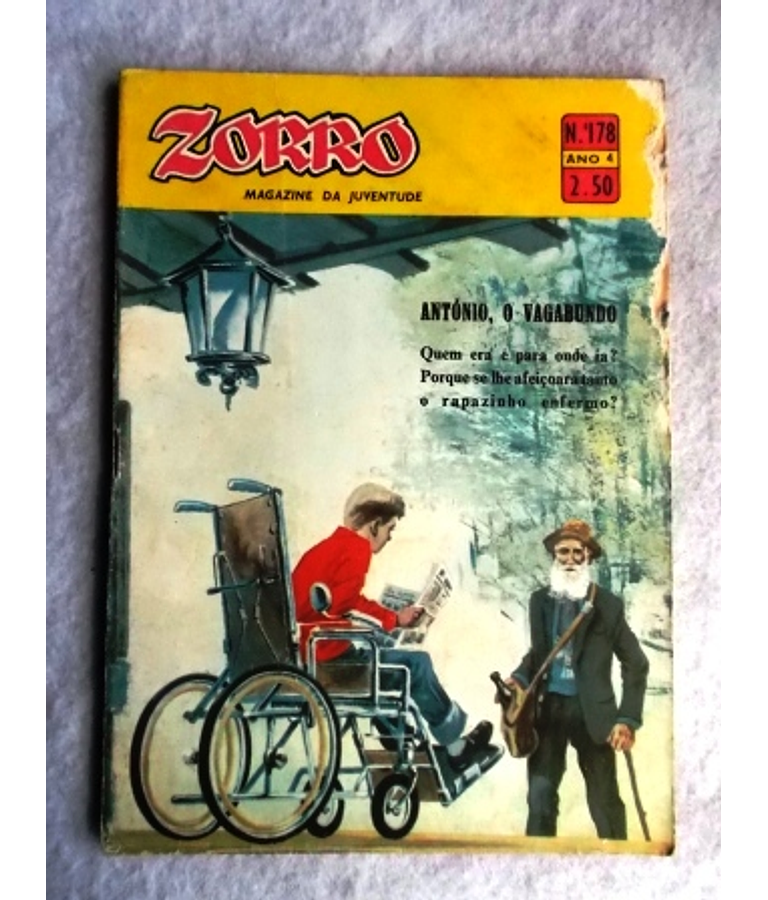 ZORRO
MAGAZINE DA JUVENTUDE
N.º178
ANO 4
2.50
ANTÓNIO, O VAGABUNDO
Quem era e para onde ia?
Porque se lhe afeiçoara tanto
o rapazinho enfermo?